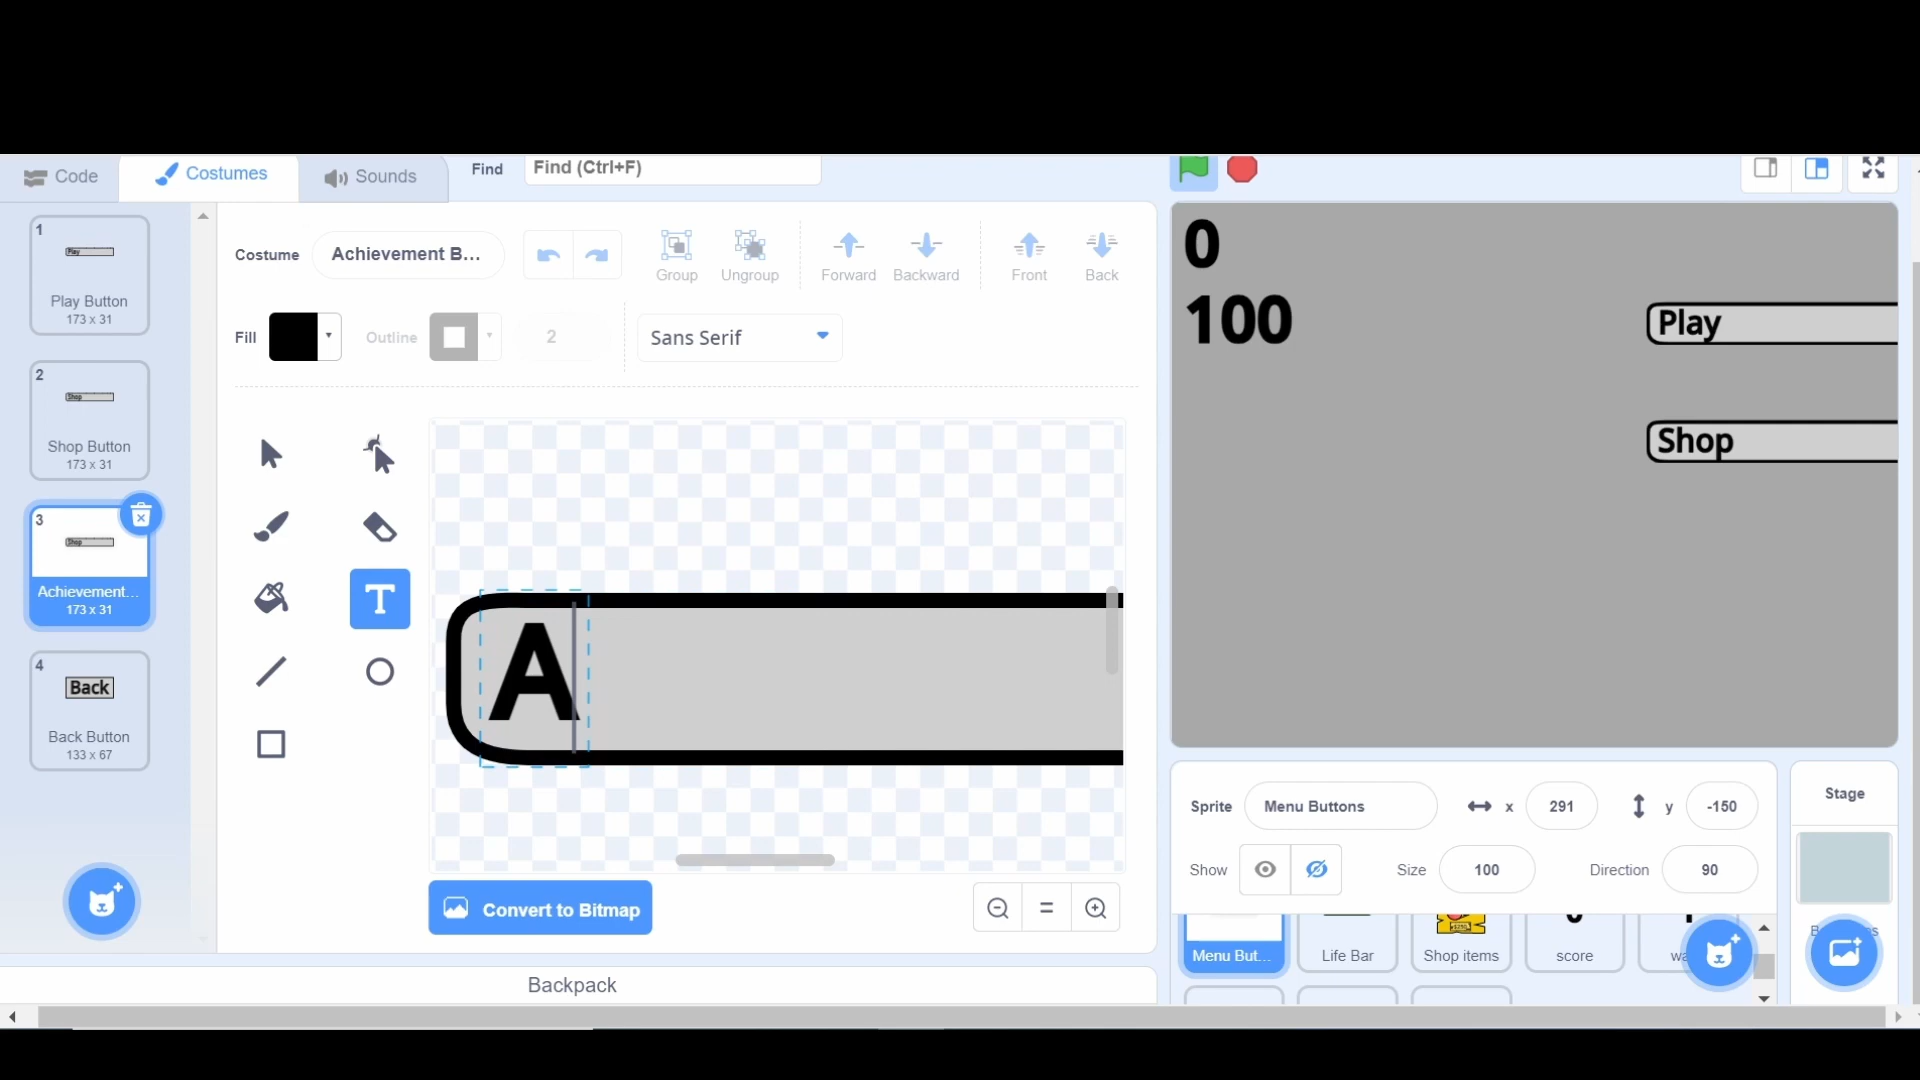 Code
Costumes
Sounds
Find
Find (Ctrl+F)
1
Play
Play Button
173 x 31
2
Shop
Shop Button
173 x 31
3
Shop
Achievement...
173 x 31
4
Back
Back Button
133 x 67
Costume
Achievement B...
Group
Ungroup
Forward
Backward
Front
Back
Fill
Outline
2
Sans Serif
T
A
Convert to Bitmap
Backpack
0
100
Play
Shop
Sprite
Menu Buttons
x
291
y
-150
Show
Size
100
Direction
90
Stage
Menu But...
Life Bar
Shop items
score